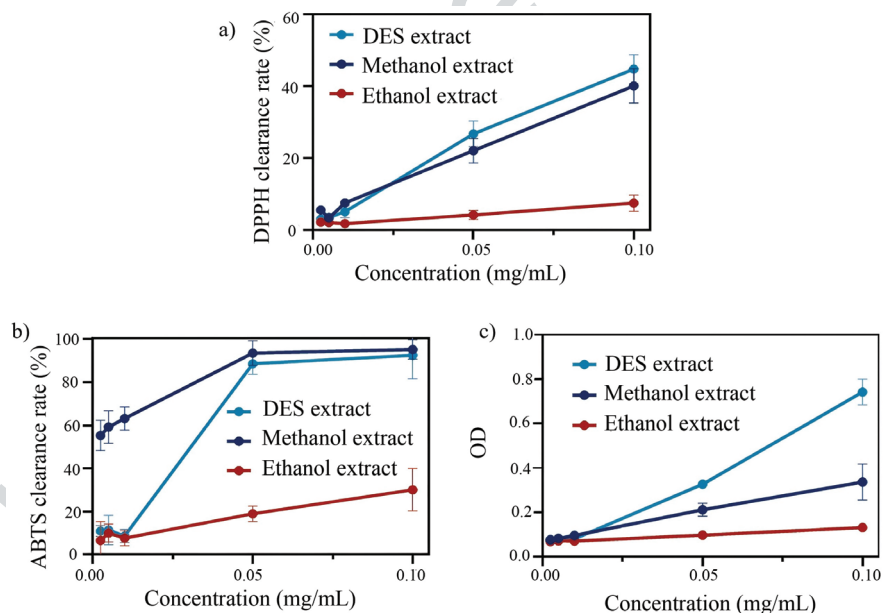 a)
DPPH clearance rate (%)
60
40
20
0
DES extract
Methanol extract
Ethanol extract
0.00
0.05
0.10
Concentration (mg/mL)
b)
ABTS clearance rate (%)
100
80
60
40
20
0
DES extract
Methanol extract
Ethanol extract
0.00
0.05
0.10
Concentration (mg/mL)
c)
OD
1.0
0.8
0.6
0.4
0.2
0.0
DES extract
Methanol extract
Ethanol extract
0.00
0.05
0.10
Concentration (mg/mL)